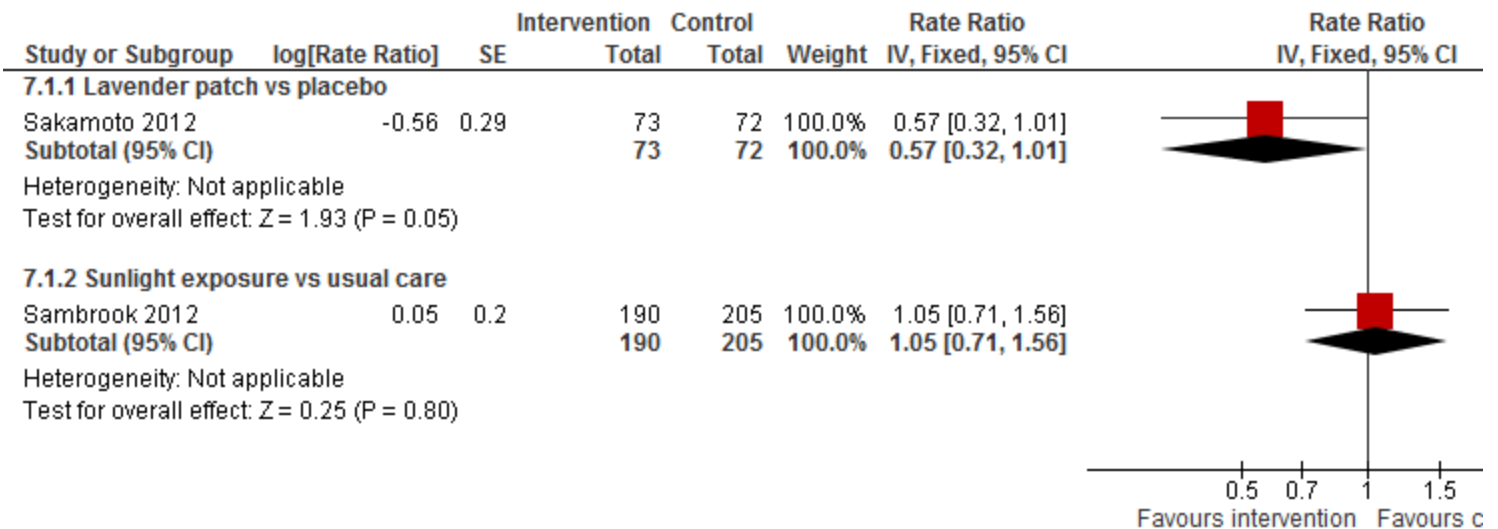 Intervention Control Rate Ratio Rate Ratio
Study or Subgroup log[Rate Ratio] SE Total Total Weight IV, Fixed, 95% CI IV, Fixed, 95% CI
7.1.1 Lavender patch vs placebo
Sakamoto 2012 -0.56 0.29 73 72 100.0% 0.57 [0.32, 1.01]
Subtotal (95% CI) 73 72 100.0% 0.57 [0.32, 1.01]
Heterogeneity: Not applicable
Test for overall effect: Z = 1.93 (P = 0.05)
7.1.2 Sunlight exposure vs usual care
Sambrook 2012 0.05 0.2 190 205 100.0% 1.05 [0.71, 1.56]
Subtotal (95% CI) 190 205 100.0% 1.05 [0.71, 1.56]
Heterogeneity: Not applicable
Test for overall effect: Z = 0.25 (P = 0.80)
0.5 0.7 1 1.5
Favours intervention Favours c